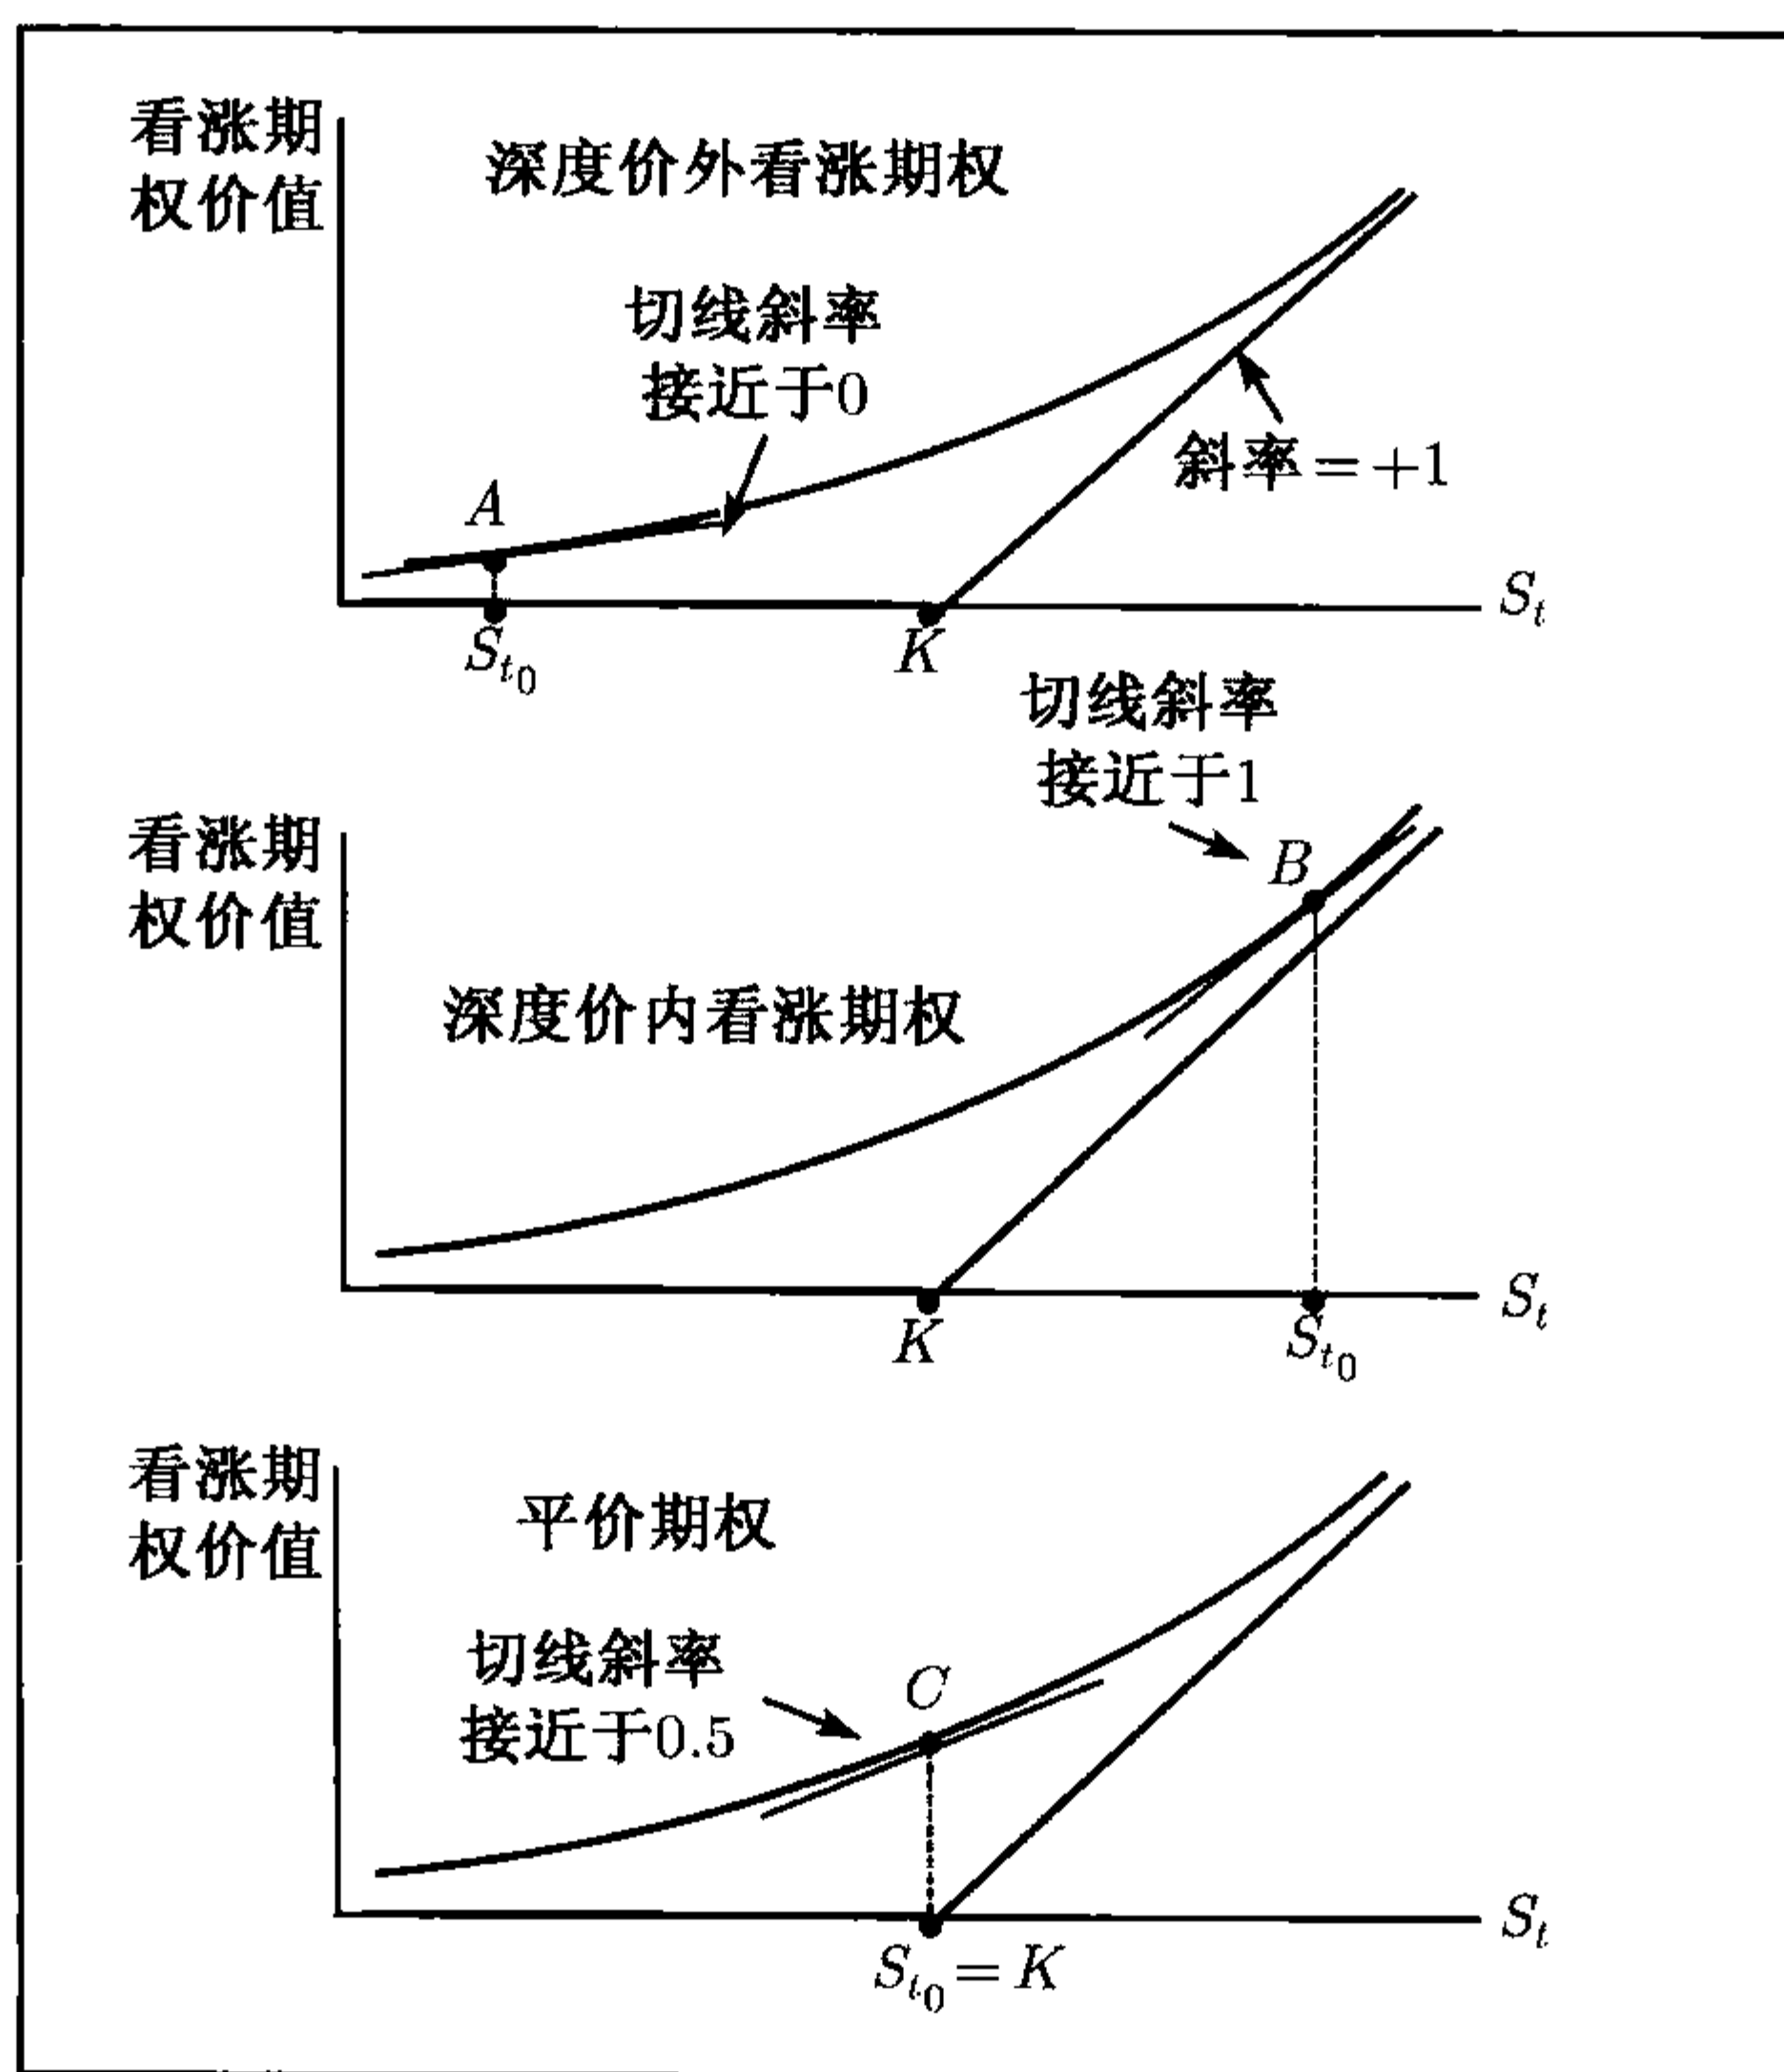 看涨期
权价值
深度价外看涨期权
切线斜率
接近于0
斜率=+1
A
S_t
S_{t_0}
K
切线斜率
接近于1
看涨期
权价值
B
深度价内看涨期权
K
S_{t_0}
S_t
看涨期
权价值
平价期权
切线斜率
接近于0.5
C
S_t
S_{t_0}=K